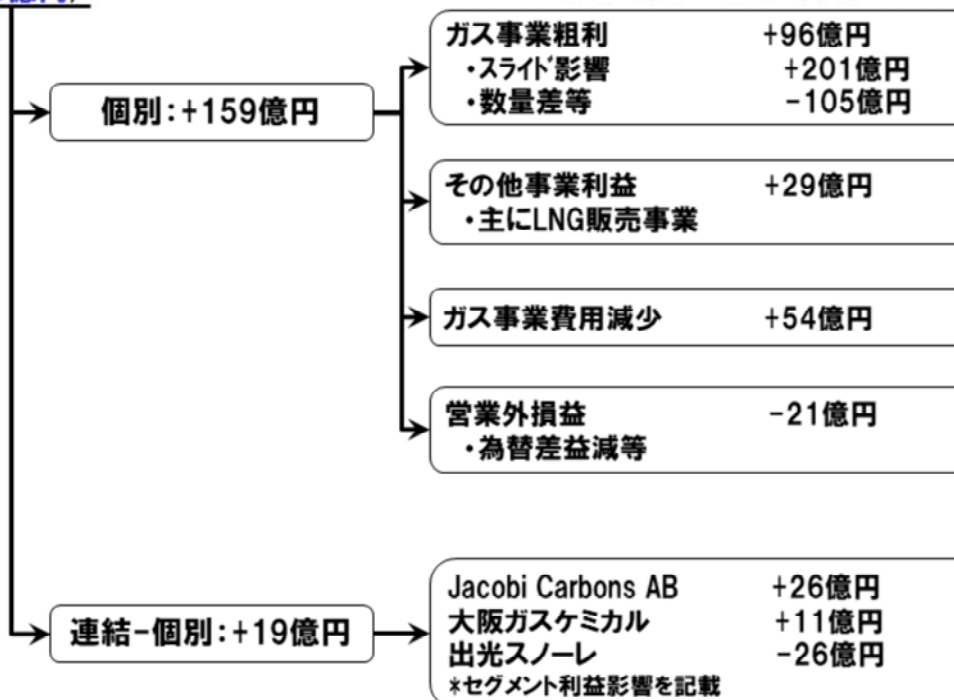 個別：+159億円
ガス事業粗利 +96億円
・スライド影響 +201億円
・数量差等 -105億円
その他事業利益 +29億円
・主にLNG販売事業
ガス事業費用減少 +54億円
営業外損益 -21億円
・為替差益減等
連結-個別：+19億円
Jacobi Carbons AB +26億円
大阪ガスケミカル +11億円
出光スノーレ -26億円
*セグメント利益影響を記載